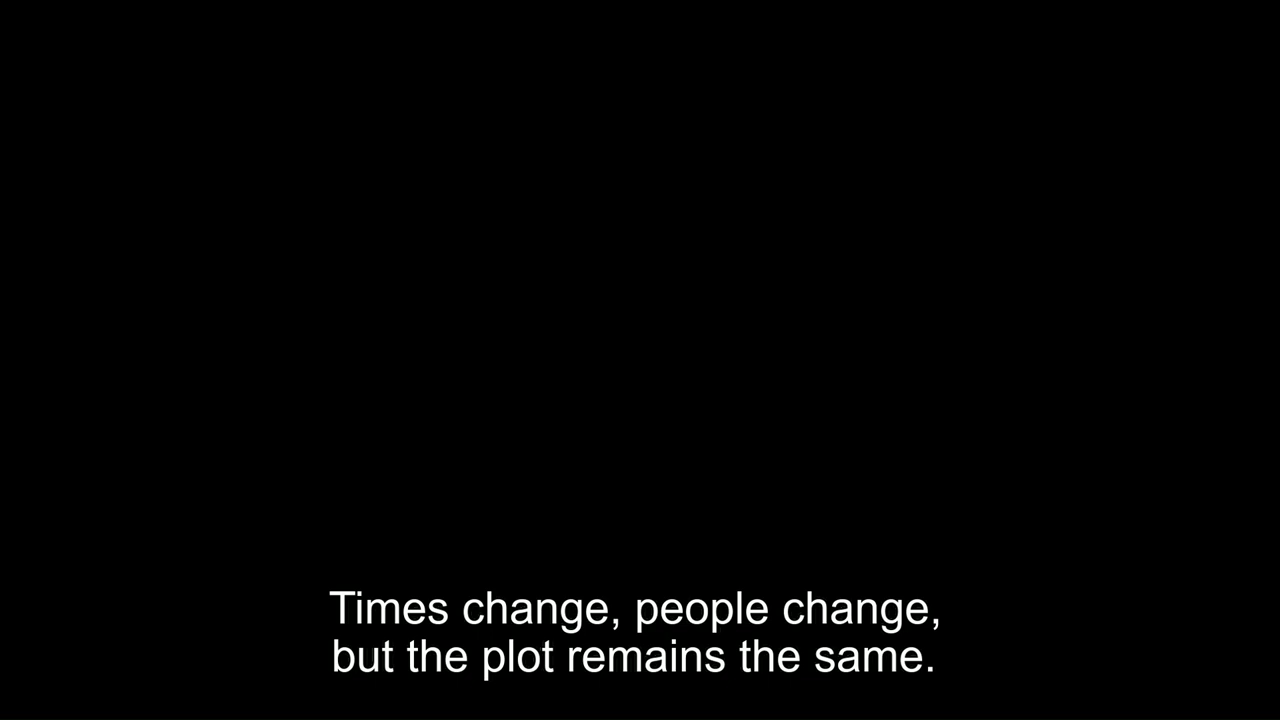 Times change, people change,
but the plot remains the same.